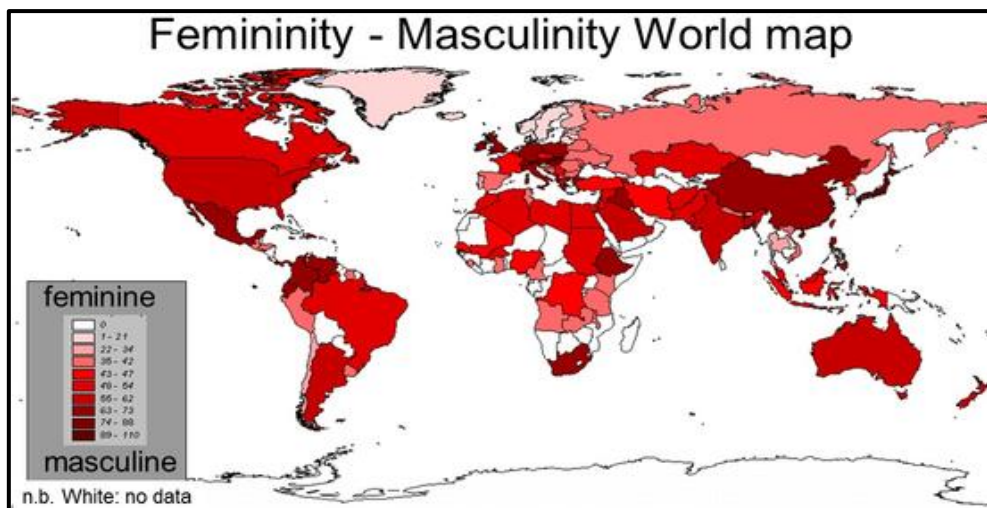 Femininity - Masculinity World map
feminine
0
1 - 21
22 - 34
35 - 42
43 - 47
48 - 54
55 - 62
63 - 73
74 - 88
89 - 110
masculine
n.b. White: no data